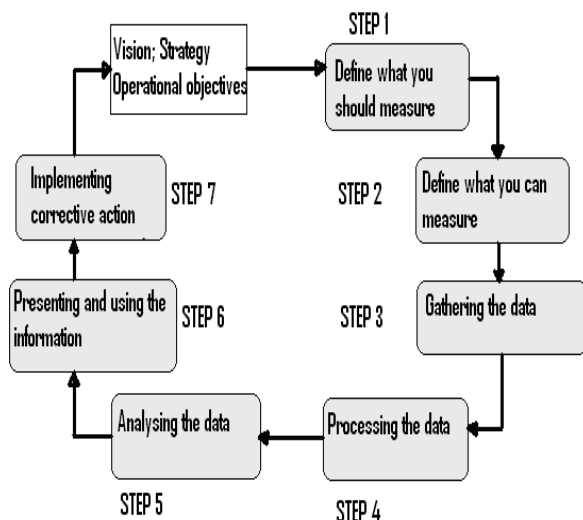 Vision; Strategy
Operational objectives
STEP 1
Define what you
should measure
STEP 2
Define what you can
measure
STEP 3
Gathering the data
STEP 4
Processing the data
STEP 5
Analysing the data
STEP 6
Presenting and using the
information
STEP 7
Implementing
corrective action